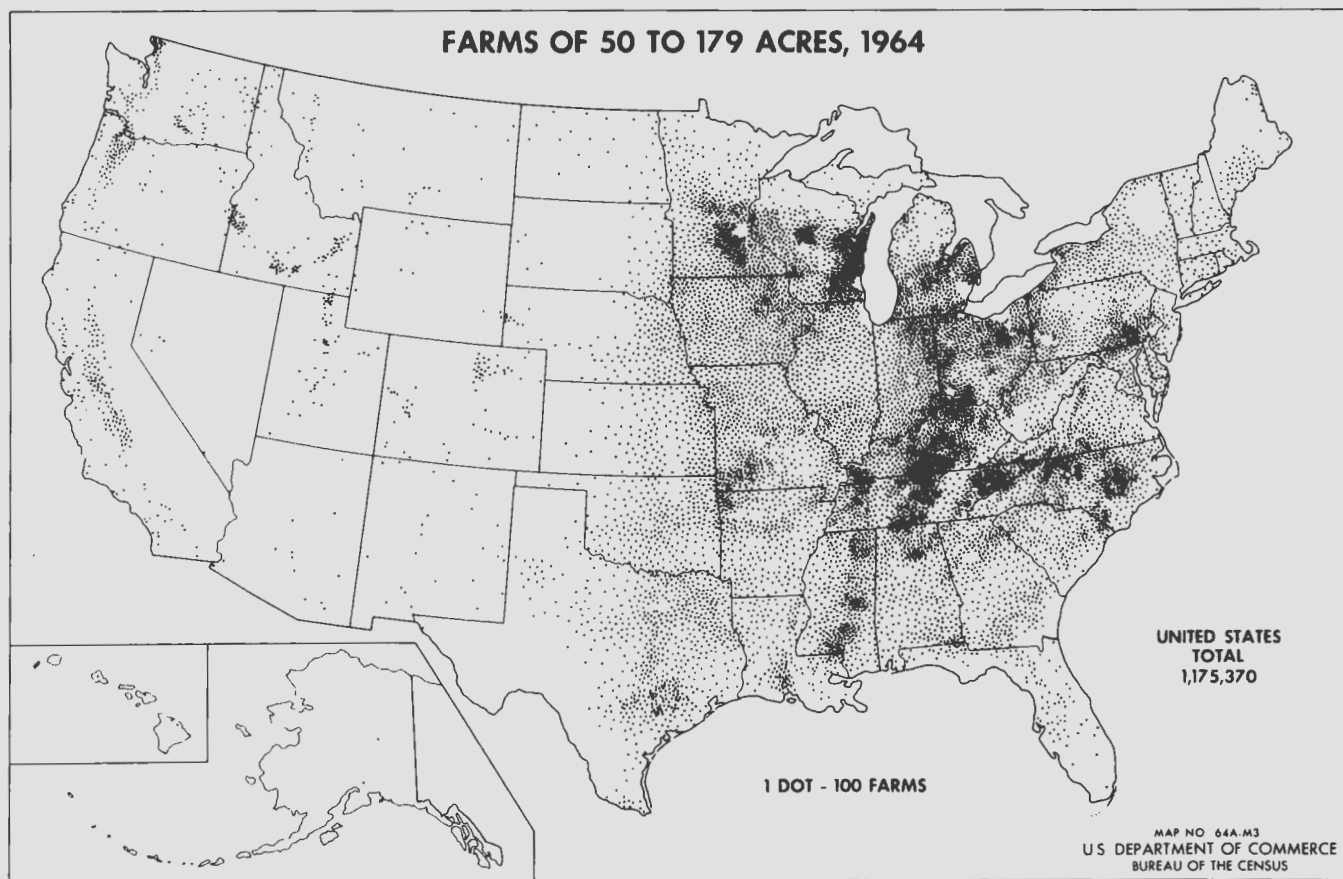 FARMS OF 50 TO 179 ACRES, 1964
UNITED STATES
TOTAL
1,175,370
1 DOT - 100 FARMS
MAP NO 64A-M3
U S DEPARTMENT OF COMMERCE
BUREAU OF THE CENSUS